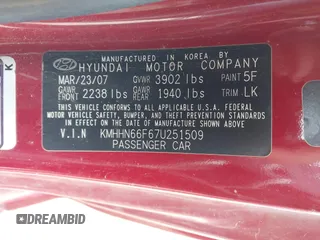 MANUFACTURED IN KOREA BY
HYUNDAI MOTOR COMPANY
MAR/23/07 GVWR 3902 lbs PAINT 5F
GAWR FRONT 2238 lbs GAWR REAR 1940 lbs TRIM LK
THIS VEHICLE CONFORMS TO ALL APPLICABLE U.S. FEDERAL
MOTOR VEHICLE SAFETY, BUMPER, AND THEFT PREVENTION
STANDARDS IN EFFECT ON THE DATE OF MANUFACTURE
SHOWN ABOVE.
V.I.N KMHHN66F67U251509
PASSENGER CAR
AUTOHELPERBOT.COM